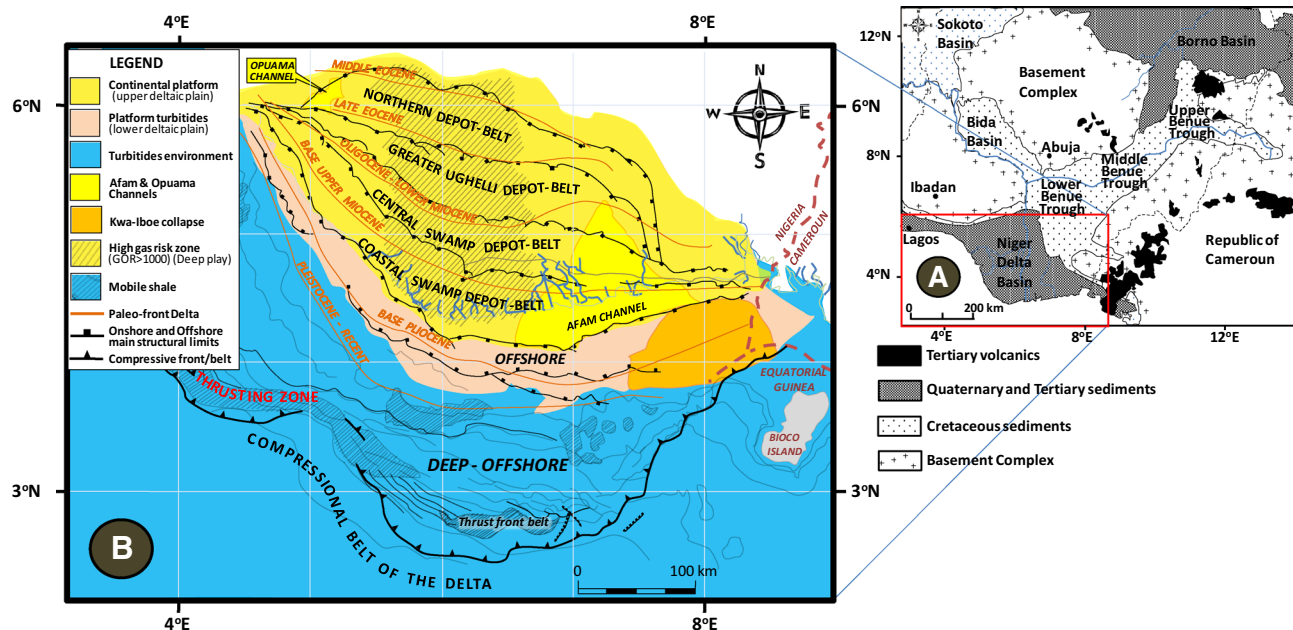 4°E
8°E
6°N
3°N
LEGEND
Continental platform
(upper deltaic plain)
Platform turbitides
(lower deltaic plain)
Turbitides environment
Afam & Opuama
Channels
Kwa-Iboe collapse
High gas risk zone
(GOR>1000) (Deep play)
Mobile shale
Paleo-front Delta
Onshore and Offshore
main structural limits
Compressive front/belt
OPUAMA
CHANNEL
MIDDLE EOCENE
NORTHERN DEPOT-BELT
LATE EOCENE
GREATER UGHELLI DEPOT-BELT
OLIGOCENE LOWER MIOCENE
CENTRAL SWAMP DEPOT-BELT
BASE UPPER
MIOCENE
COASTAL SWAMP DEPOT-BELT
PLEISTOCENE - RECENT
BASE PLIOCENE
AFAM CHANNEL
OFFSHORE
N
W
E
S
NIGERIA
CAMEROUN
EQUATORIAL
GUINEA
BIOCO
ISLAND
THRUSTING ZONE
COMPRESSIONAL BELT OF THE DELTA
DEEP - OFFSHORE
Thrust front belt
B
0
100 km
4°E
8°E
3°N
12°N
6°N
8°N
4°N
Sokoto
Basin
Borno Basin
Basement
Complex
Upper
Benue
Trough
Bida
Basin
Abuja
Middle
Benue
Trough
Ibadan
Lower
Benue
Trough
Lagos
Niger
Delta
Basin
Republic of
Cameroun
A
0
200 km
4°E
8°E
12°E
Tertiary volcanics
Quaternary and Tertiary sediments
Cretaceous sediments
Basement Complex